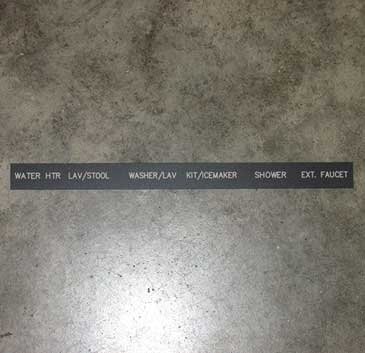 WATER HTR LAV/STOOL WASHER/LAV KIT/ICEMAKER SHOWER EXT. FAUCET